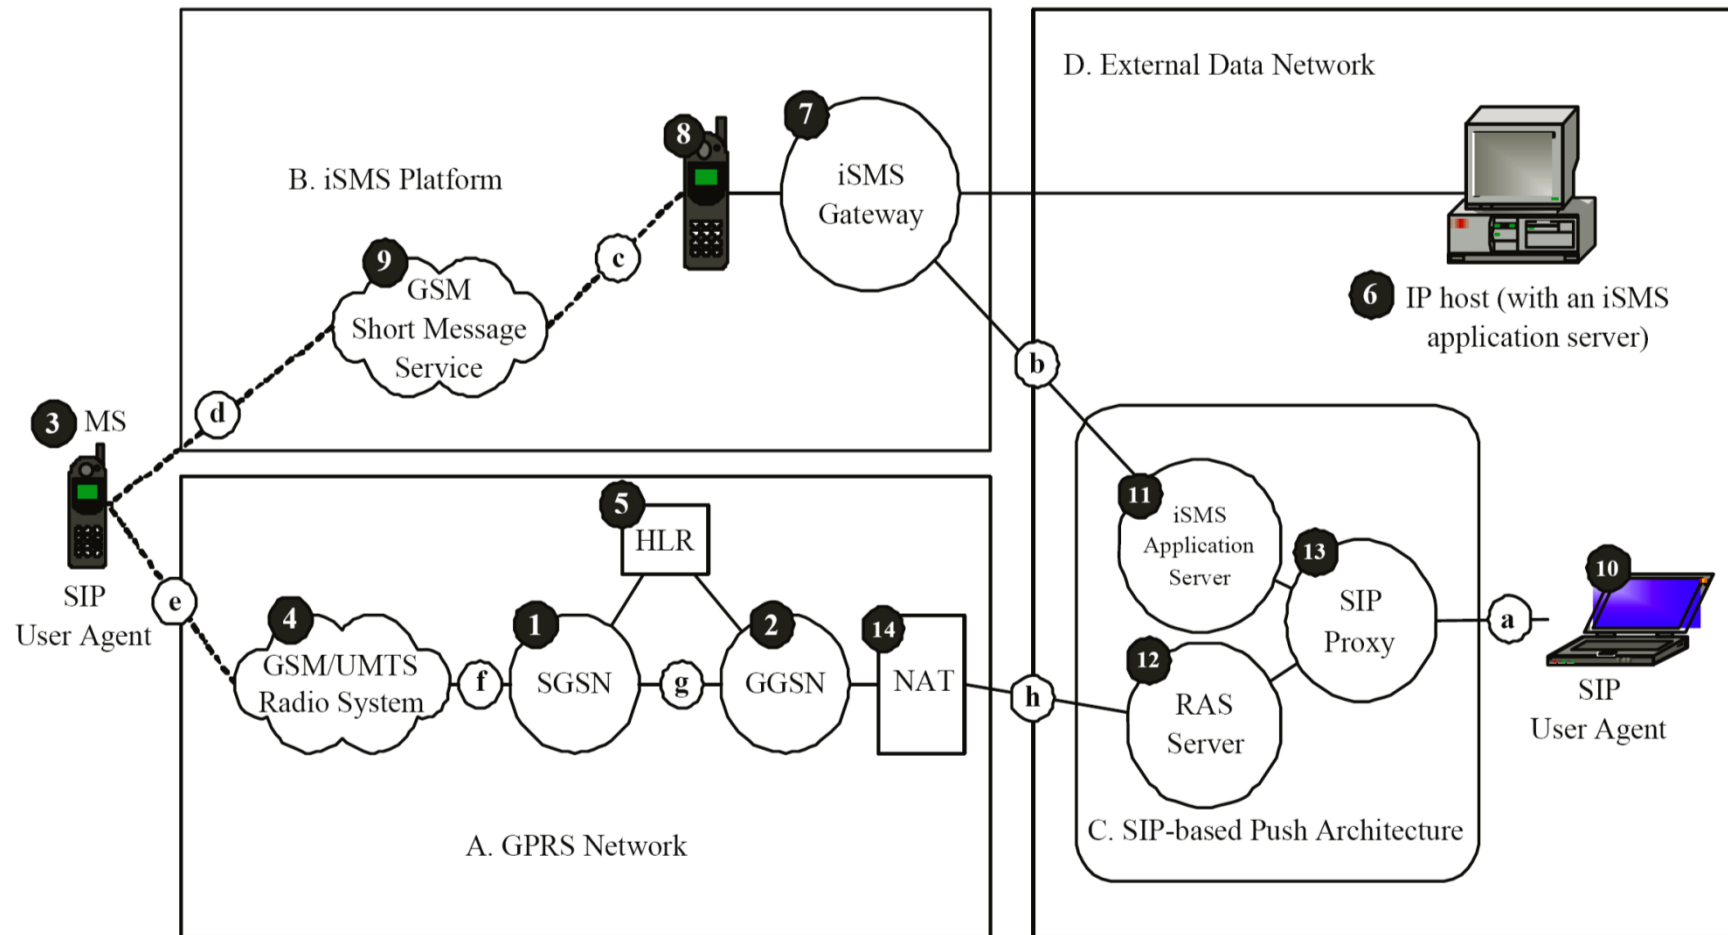 D. External Data Network
7
8
iSMS
Gateway
B. iSMS Platform
9
c
GSM
Short Message
Service
6
IP host (with an iSMS
application server)
b
d
3
MS
11
iSMS
Application
Server
5
HLR
13
10
SIP
Proxy
a
SIP
User Agent
e
4
GSM/UMTS
Radio System
f
1
SGSN
g
2
GGSN
14
NAT
h
12
RAS
Server
SIP
User Agent
C. SIP-based Push Architecture
A. GPRS Network